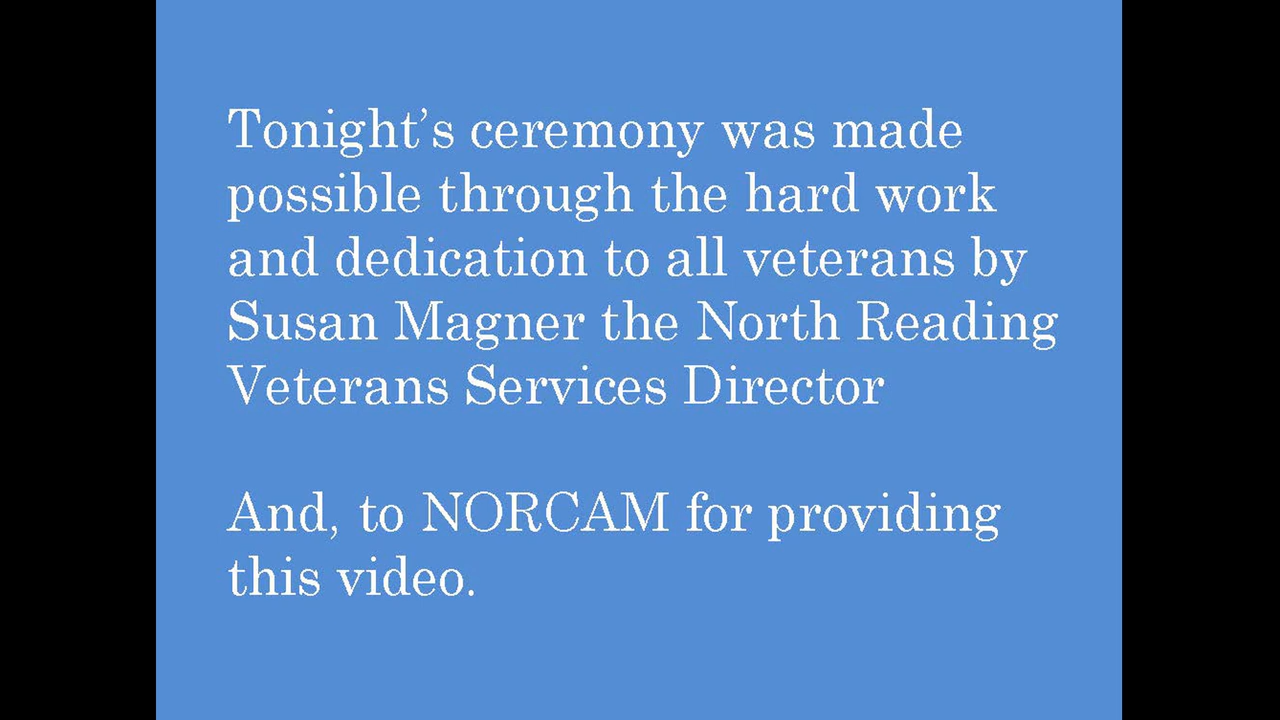 Tonight’s ceremony was made
possible through the hard work
and dedication to all veterans by
Susan Magner the North Reading
Veterans Services Director
And, to NORCAM for providing
this video.